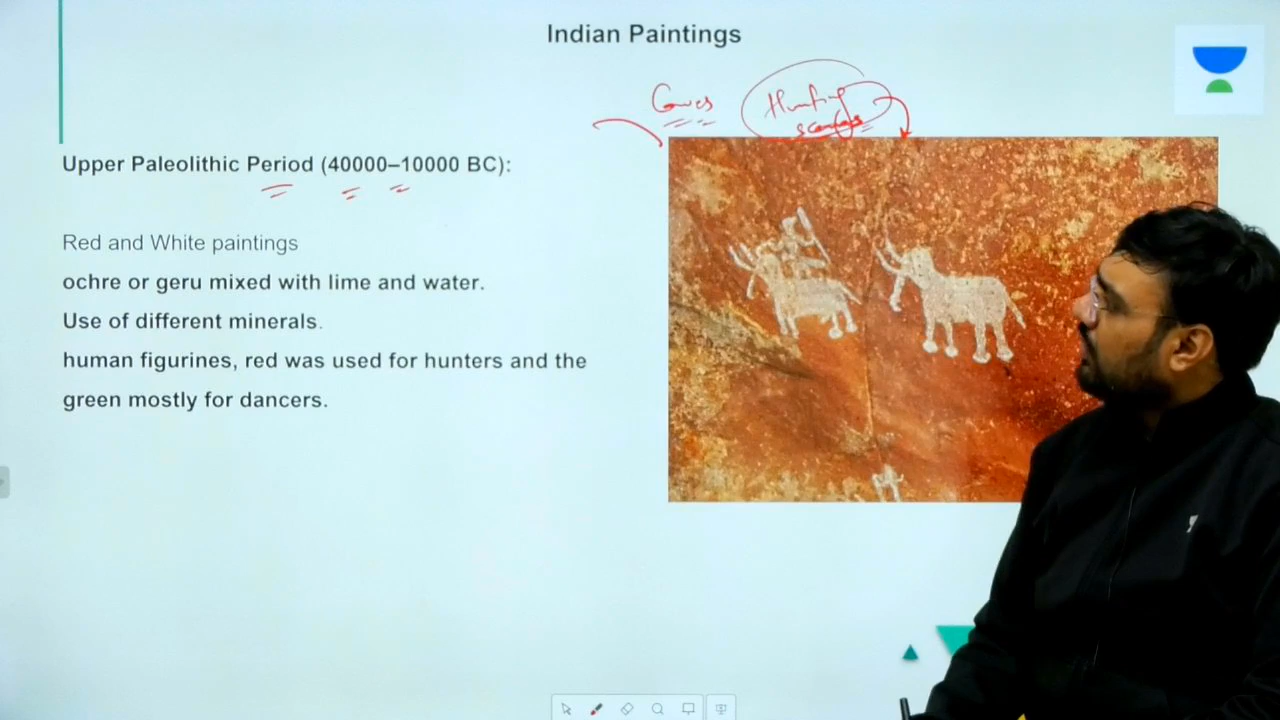 Indian Paintings
Caves
Hunting
Upper Paleolithic Period (40000–10000 BC):
Red and White paintings
ochre or geru mixed with lime and water.
Use of different minerals.
human figurines, red was used for hunters and the
green mostly for dancers.